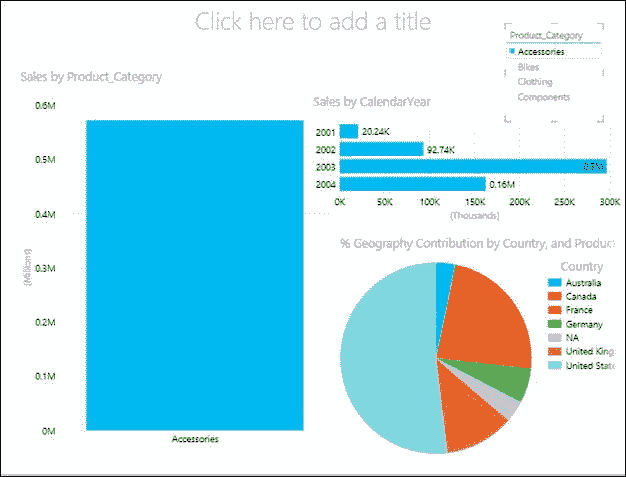 Click here to add a title
Product_Category
Accessories
Bikes
Clothing
Components
Sales by Product_Category
0.6M
0.5M
0.4M
0.3M
0.2M
0.1M
0M
(Millions)
Accessories
Sales by CalendarYear
2001 20.24K
2002 92.74K
2003 0.3M
2004 0.16M
0K 50K 100K 150K 200K 250K 300K
(Thousands)
% Geography Contribution by Country, and Produc
Country
Australia
Canada
France
Germany
NA
United King
United State